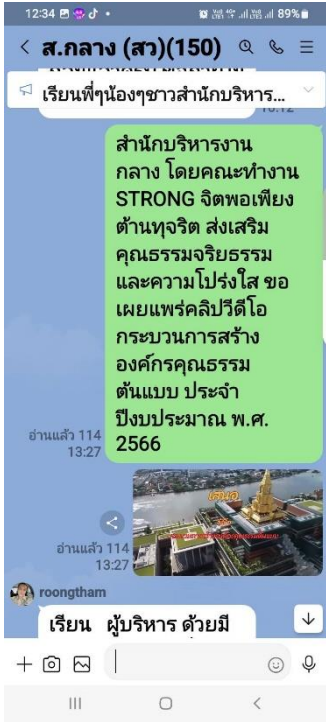 12:34
89%
ส.กลาง (สว)(150)
เรียนพี่ๆน้องๆชาวสำนักบริหาร...
สำนักบริหารงาน
กลาง โดยคณะทำงาน
STRONG จิตพอเพียง
ต้านทุจริต ส่งเสริม
คุณธรรมจริยธรรม
และความโปร่งใส ขอ
เผยแพร่คลิปวีดีโอ
กระบวนการสร้าง
องค์กรคุณธรรม
ต้นแบบ ประจำ
ปีงบประมาณ พ.ศ.
2566
อ่านแล้ว 114
13:27
อ่านแล้ว 114
13:27
roongtham
เรียน ผู้บริหาร ด้วยมี